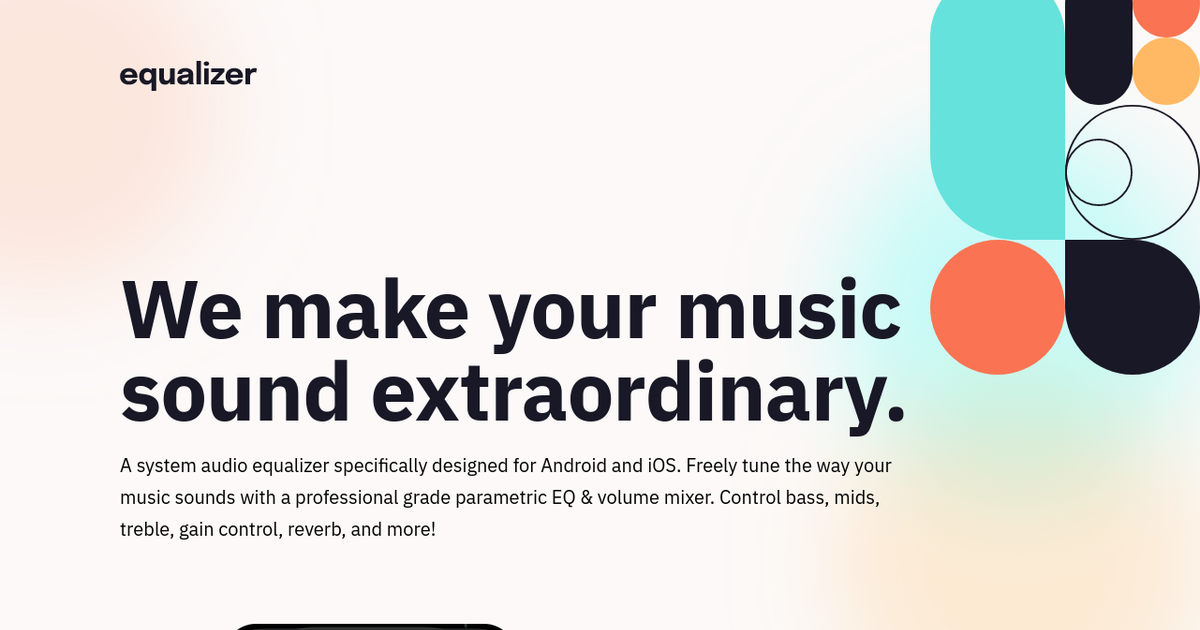 equalizer
We make your music
sound extraordinary.
A system audio equalizer specifically designed for Android and iOS. Freely tune the way your
music sounds with a professional grade parametric EQ & volume mixer. Control bass, mids,
treble, gain control, reverb, and more!